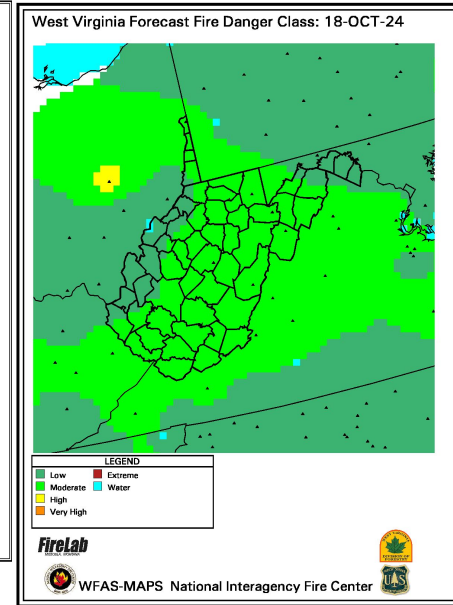 West Virginia Forecast Fire Danger Class: 18-OCT-24
LEGEND
Low
Moderate
High
Very High
Extreme
Water
FireLab
WFAS-MAPS National Interagency Fire Center
UAS